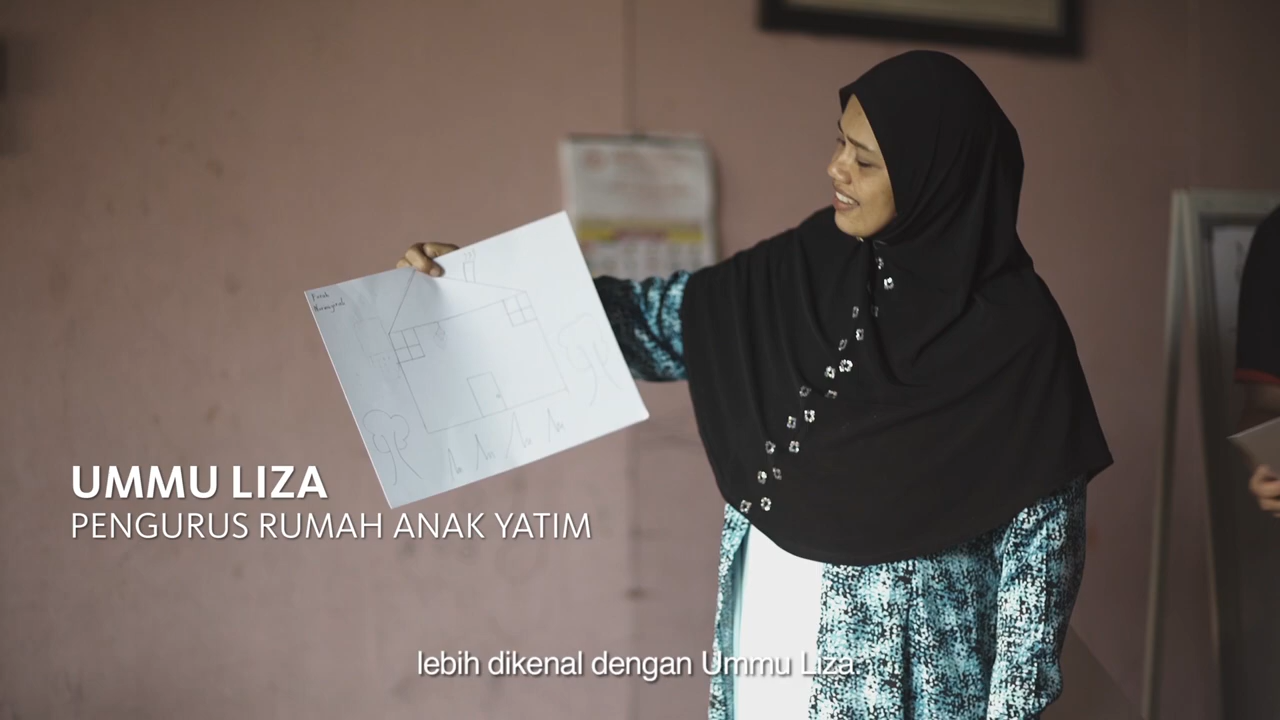 UMMU LIZA
PENGURUS RUMAH ANAK YATIM
lebih dikenal dengan Ummu Liza